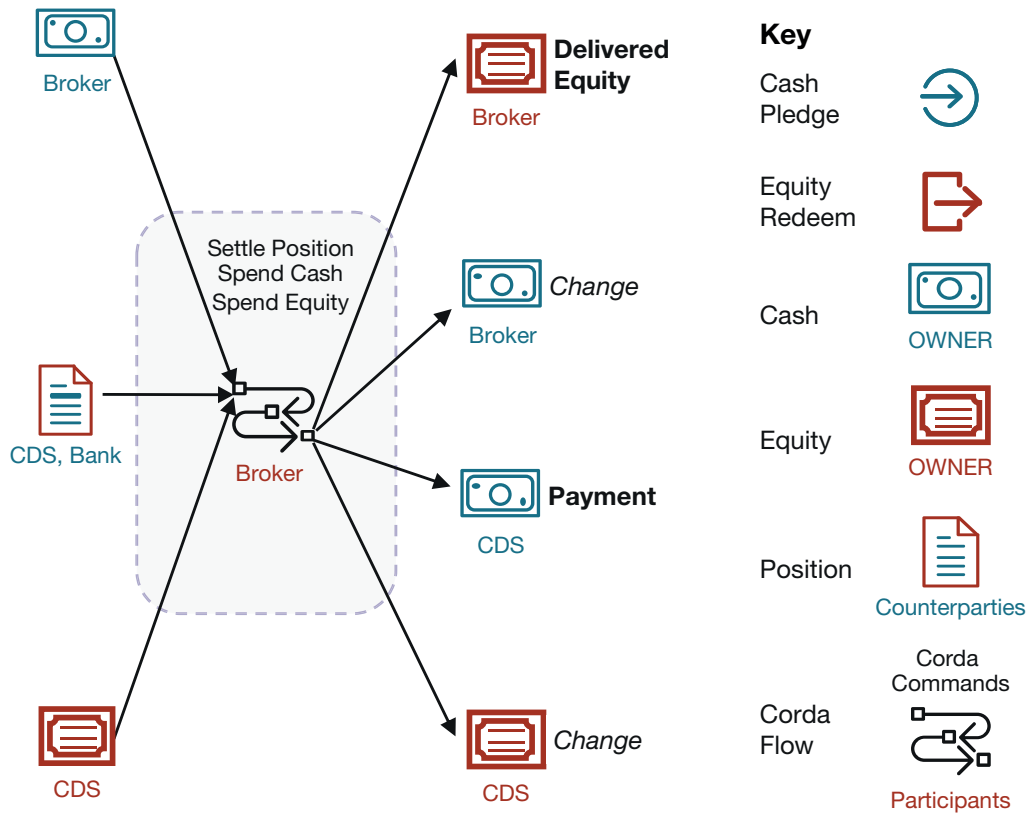 Broker
Delivered
Equity
Broker
Settle Position
Spend Cash
Spend Equity
Change
Broker
CDS, Bank
Broker
Payment
CDS
CDS
Change
CDS
Key
Cash
Pledge
Equity
Redeem
Cash
OWNER
Equity
OWNER
Position
Counterparties
Corda
Commands
Corda
Flow
Participants